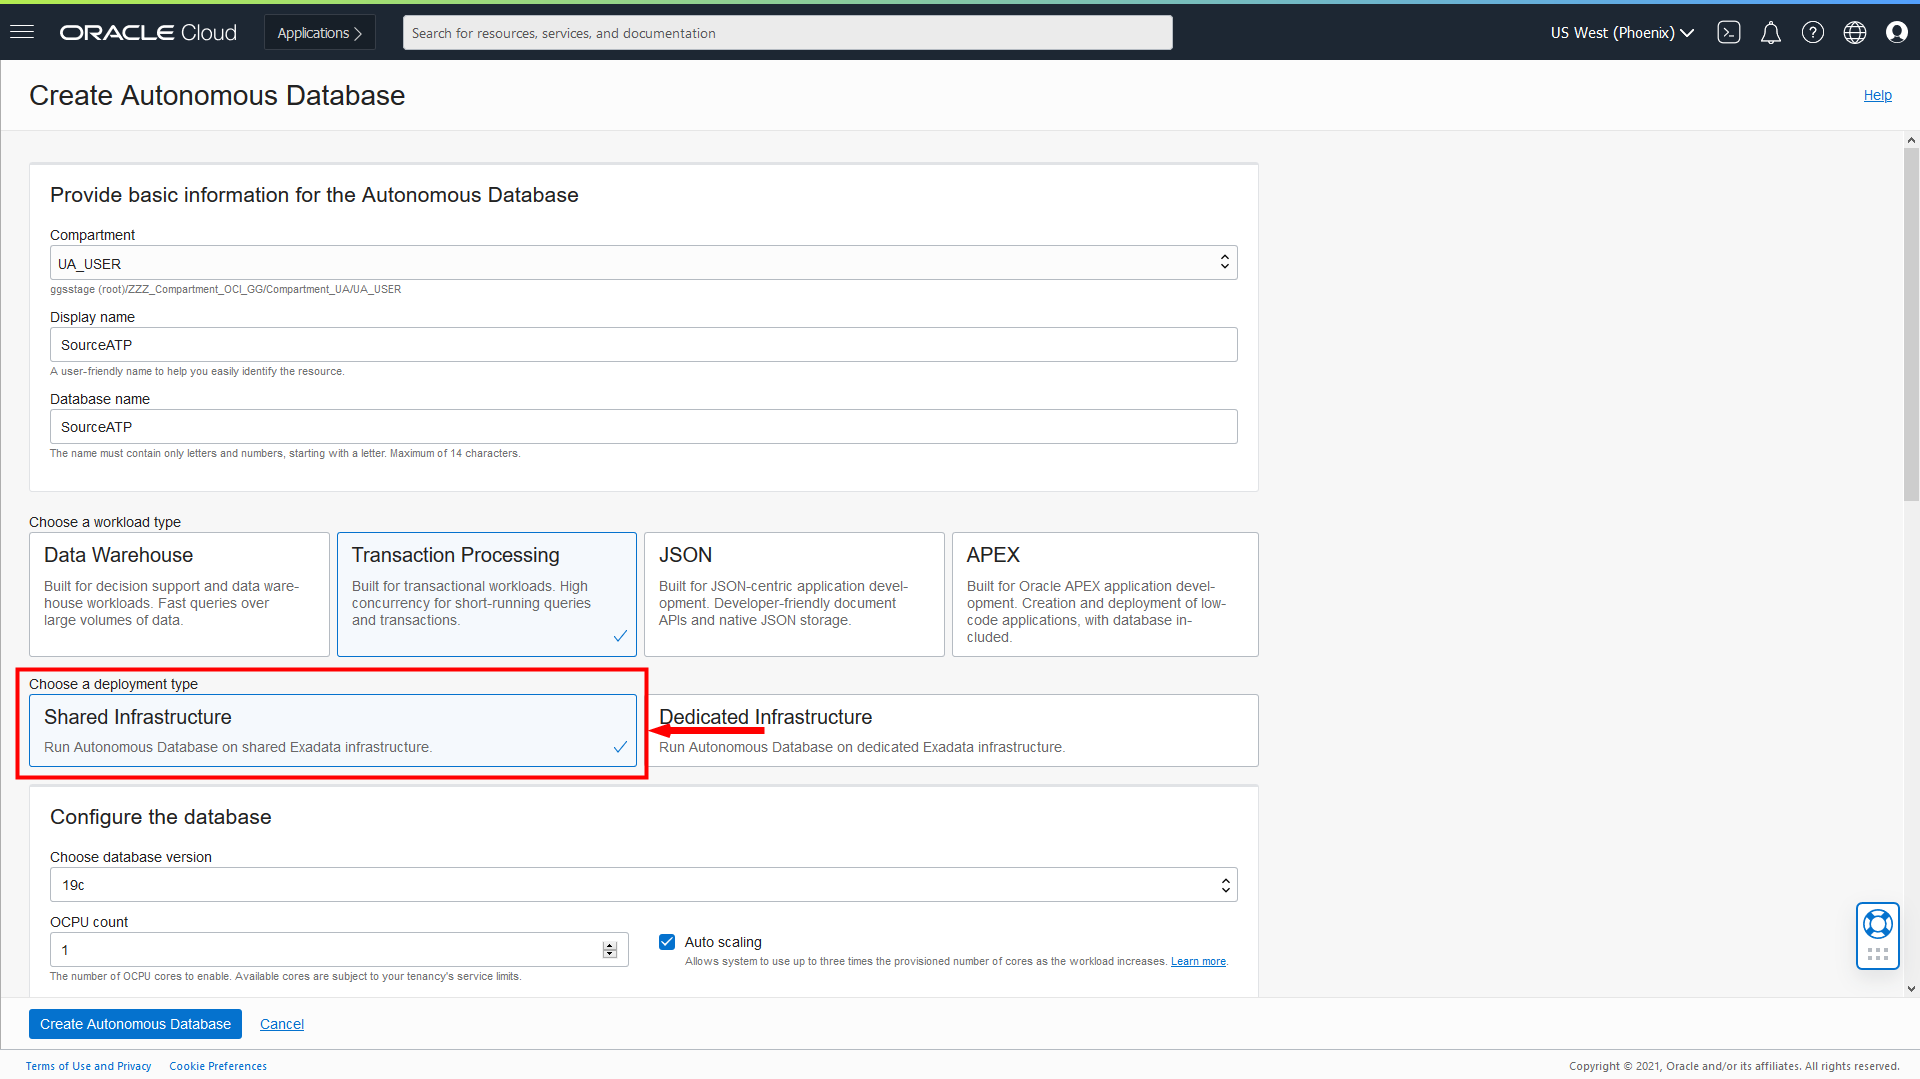 ORACLE Cloud
Applications
Search for resources, services, and documentation
US West (Phoenix)
Create Autonomous Database
Help
Provide basic information for the Autonomous Database
Compartment
UA_USER
ggsstage (root)/ZZZ_Compartment_OCI_GG/Compartment_UA/UA_USER
Display name
SourceATP
A user-friendly name to help you easily identify the resource.
Database name
SourceATP
The name must contain only letters and numbers, starting with a letter. Maximum of 14 characters.
Choose a workload type
Data Warehouse
Built for decision support and data ware-
house workloads. Fast queries over
large volumes of data.
Transaction Processing
Built for transactional workloads. High
concurrency for short-running queries
and transactions.
JSON
Built for JSON-centric application devel-
opment. Developer-friendly document
APIs and native JSON storage.
APEX
Built for Oracle APEX application devel-
opment. Creation and deployment of low-
code applications, with database in-
cluded.
Choose a deployment type
Shared Infrastructure
Run Autonomous Database on shared Exadata infrastructure.
Dedicated Infrastructure
Run Autonomous Database on dedicated Exadata infrastructure.
Configure the database
Choose database version
19c
OCPU count
1
The number of OCPU cores to enable. Available cores are subject to your tenancy's service limits.
Auto scaling
Allows system to use up to three times the provisioned number of cores as the workload increases. Learn more.
Create Autonomous Database
Cancel
Terms of Use and Privacy
Cookie Preferences
Copyright © 2021, Oracle and/or its affiliates. All rights reserved.